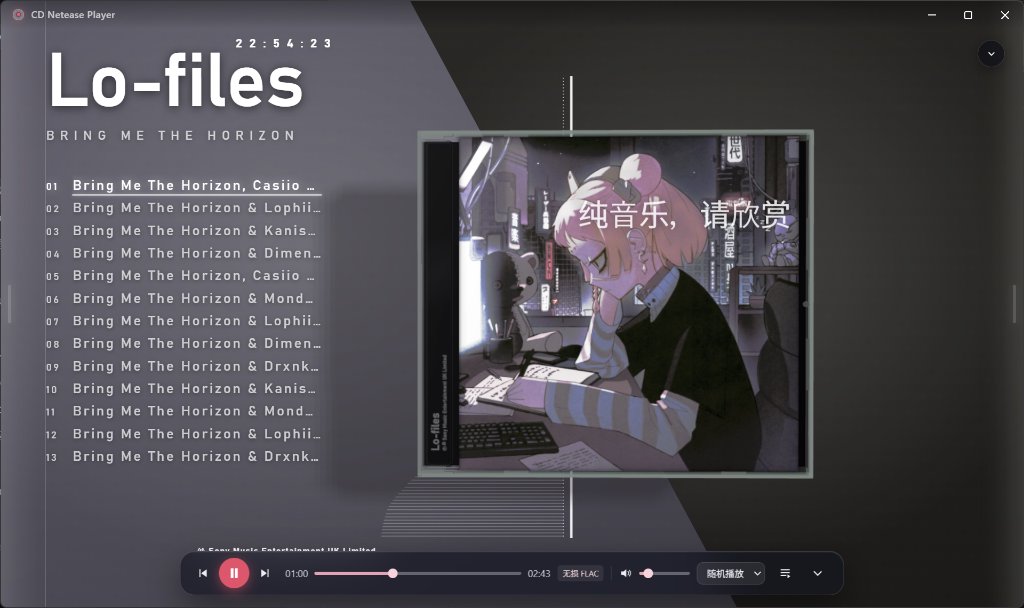 CD Netease Player
22:54:23
Lo-files
BRING ME THE HORIZON
01 Bring Me The Horizon, Casiio …
02 Bring Me The Horizon & Lophii…
03 Bring Me The Horizon & Kanis…
04 Bring Me The Horizon & Dimen…
05 Bring Me The Horizon, Casiio …
06 Bring Me The Horizon & Mond…
07 Bring Me The Horizon & Lophii…
08 Bring Me The Horizon & Dimen…
09 Bring Me The Horizon & Drxnk…
10 Bring Me The Horizon & Kanis…
11 Bring Me The Horizon & Mond…
12 Bring Me The Horizon & Lophii…
13 Bring Me The Horizon & Drxnk…
世代
纯音乐，请欣赏
Lo-files
℗ Sony Music Entertainment UK Limited
01:00
02:43
无损 FLAC
随机播放